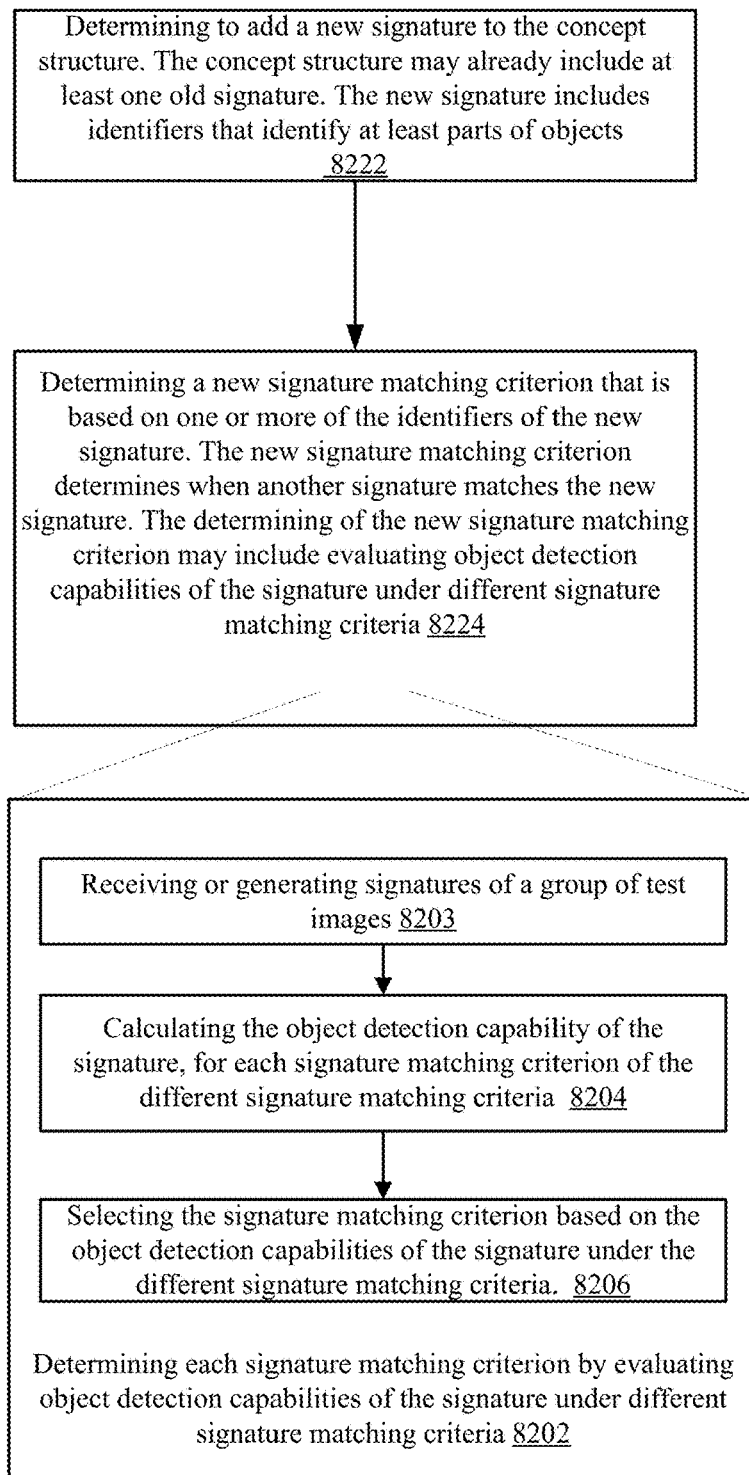 Determining to add a new signature to the concept
structure. The concept structure may already include at
least one old signature. The new signature includes
identifiers that identify at least parts of objects
8222
Determining a new signature matching criterion that is
based on one or more of the identifiers of the new
signature. The new signature matching criterion
determines when another signature matches the new
signature. The determining of the new signature matching
criterion may include evaluating object detection
capabilities of the signature under different signature
matching criteria 8224
Receiving or generating signatures of a group of test
images 8203
Calculating the object detection capability of the
signature, for each signature matching criterion of the
different signature matching criteria 8204
Selecting the signature matching criterion based on the
object detection capabilities of the signature under the
different signature matching criteria. 8206
Determining each signature matching criterion by evaluating
object detection capabilities of the signature under different
signature matching criteria 8202